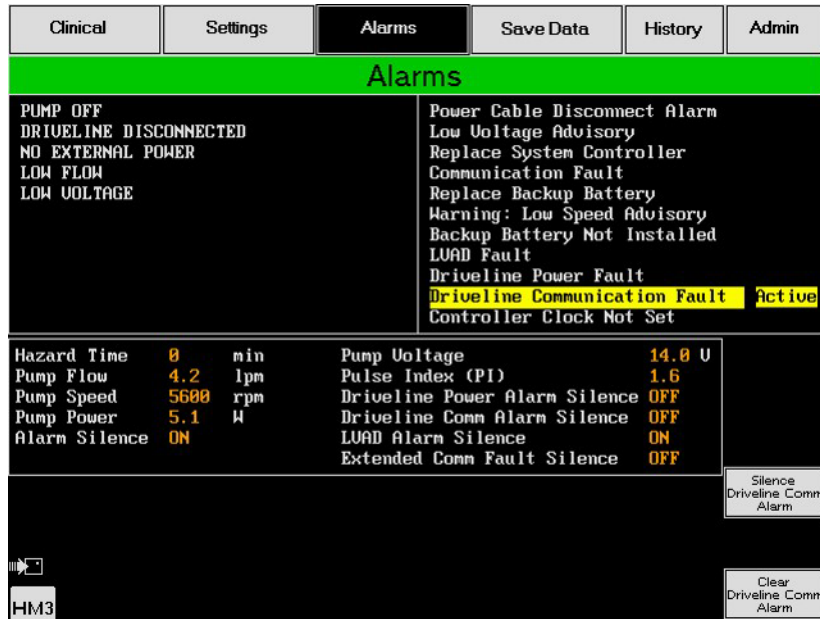 Clinical Settings Alarms Save Data History Admin
Alarms
PUMP OFF
DRIVELINE DISCONNECTED
NO EXTERNAL POWER
LOW FLOW
LOW VOLTAGE
Power Cable Disconnect Alarm
Low Voltage Advisory
Replace System Controller
Communication Fault
Replace Backup Battery
Warning: Low Speed Advisory
Backup Battery Not Installed
LVAD Fault
Driveline Power Fault
Driveline Communication Fault Active
Controller Clock Not Set
Hazard Time 0 min
Pump Flow 4.2 lpm
Pump Speed 5600 rpm
Pump Power 5.1 W
Alarm Silence ON
Pump Voltage 14.0 V
Pulse Index (PI) 1.6
Driveline Power Alarm Silence OFF
Driveline Comm Alarm Silence OFF
LVAD Alarm Silence ON
Extended Comm Fault Silence OFF
Silence
Driveline Comm
Alarm
Clear
Driveline Comm
Alarm
HM3